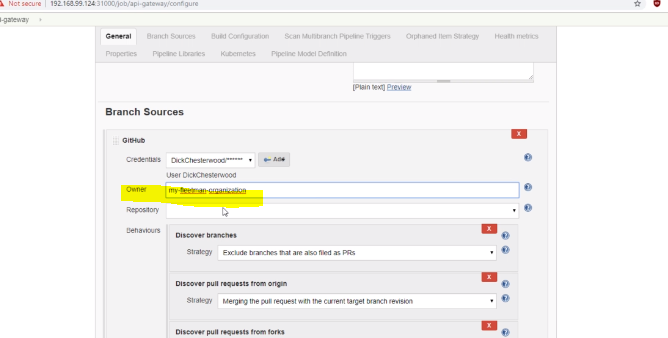 Not secure | 192.168.99.124:31000/job/api-gateway/configure
i-gateway
General Branch Sources Build Configuration Scan Multibranch Pipeline Triggers Orphaned Item Strategy Health metrics
Properties Pipeline Libraries Kubernetes Pipeline Model Definition
[Plain text] Preview
Branch Sources
X
GitHub
Credentials DickChesterwood/****** Add
User DickChesterwood
Owner my-fleetman-organization
Repository
Behaviours
X
Discover branches
Strategy Exclude branches that are also filed as PRs
X
Discover pull requests from origin
Strategy Merging the pull request with the current target branch revision
X
Discover pull requests from forks